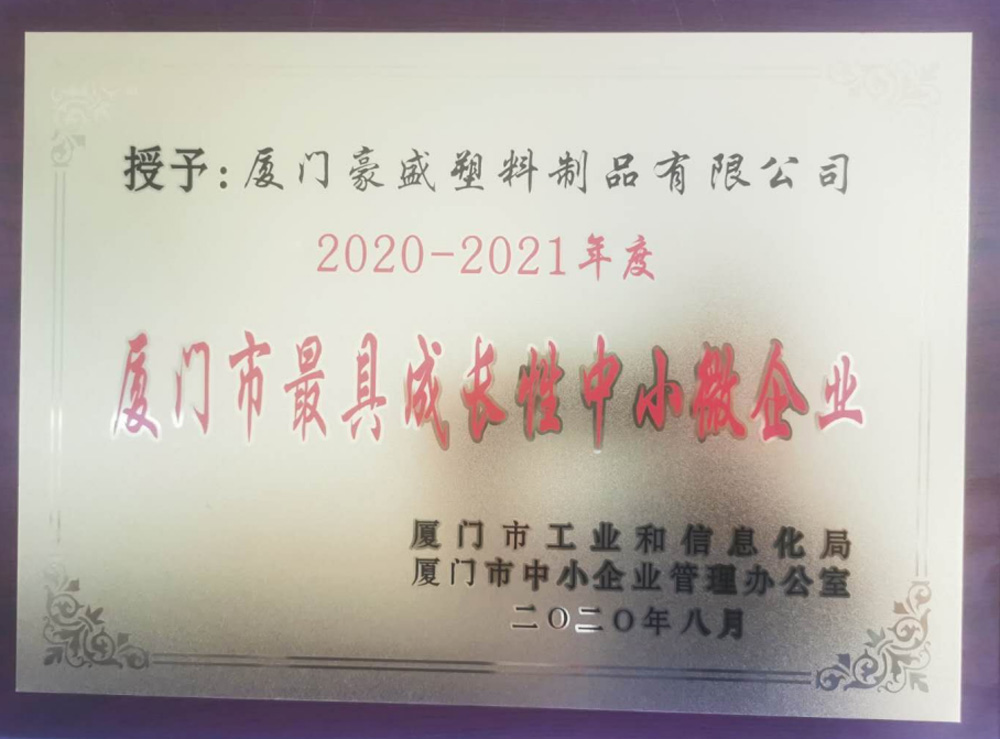 授予:厦门豪盛塑料制品有限公司
2020-2021年度
厦门市最具成长性中小微企业
厦门市工业和信息化局
厦门市中小企业管理办公室
二〇二〇年八月